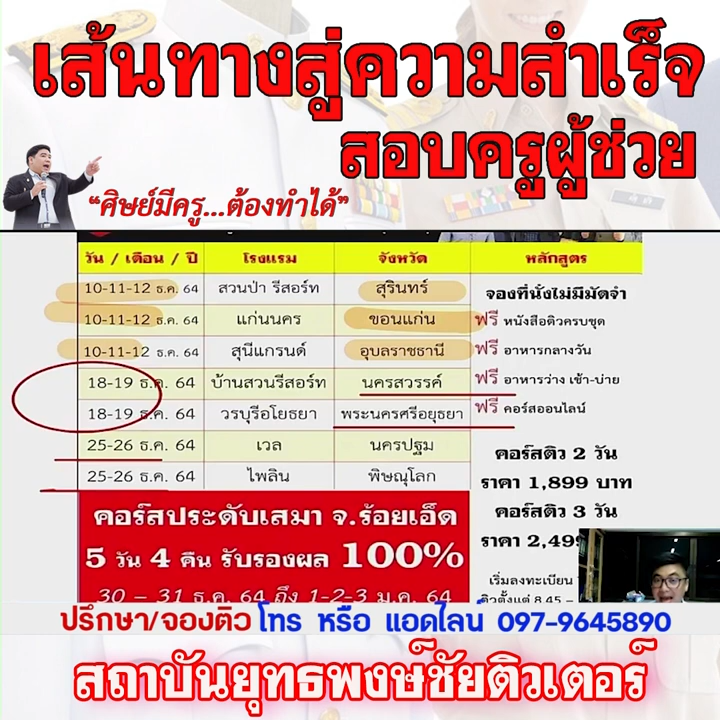 เส้นทางสู่ความสำเร็จ
สอบครูผู้ช่วย
“ศิษย์มีครู...ต้องทำได้”
วัน / เดือน / ปี โรงแรม จังหวัด หลักสูตร
10-11-12 ธ.ค. 64 สวนป่า รีสอร์ท สุรินทร์
10-11-12 ธ.ค. 64 แก่นนคร ขอนแก่น
10-11-12 ธ.ค. 64 สุนีแกรนด์ อุบลราชธานี
18-19 ธ.ค. 64 บ้านสวนรีสอร์ท นครสวรรค์
18-19 ธ.ค. 64 วรบุรีอโยธยา พระนครศรีอยุธยา
25-26 ธ.ค. 64 เวล นครปฐม
25-26 ธ.ค. 64 ไพลิน พิษณุโลก
จองที่นั่งไม่มีมัดจำ
ฟรี หนังสือติวครบชุด
ฟรี อาหารกลางวัน
ฟรี อาหารว่าง เช้า-บ่าย
ฟรี คอร์สออนไลน์
คอร์สติว 2 วัน
ราคา 1,899 บาท
คอร์สติว 3 วัน
ราคา 2,499
เริ่มลงทะเบียน
ติวตั้งแต่ 8.45 –
คอร์สประดับเสมา จ.ร้อยเอ็ด
5 วัน 4 คืน รับรองผล 100%
30 – 31 ธ.ค. 64 ถึง 1-2-3 ม.ค. 64
ปรึกษา/จองติว โทร หรือ แอดไลน์ 097-9645890
สถาบันยุทธพงษ์ชัยติวเตอร์